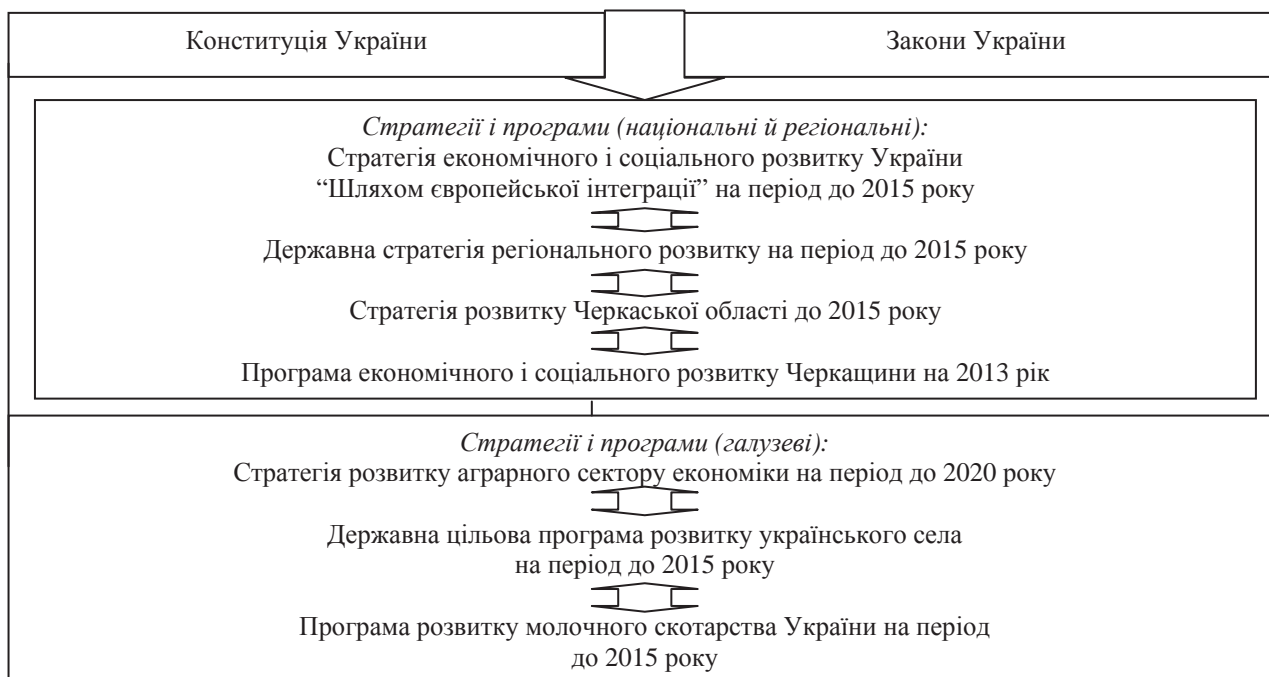 Конституція України
Закони України
Стратегії і програми (національні й регіональні):
Стратегія економічного і соціального розвитку України
“Шляхом європейської інтеграції” на період до 2015 року
Державна стратегія регіонального розвитку на період до 2015 року
Стратегія розвитку Черкаської області до 2015 року
Програма економічного і соціального розвитку Черкащини на 2013 рік
Стратегії і програми (галузеві):
Стратегія розвитку аграрного сектору економіки на період до 2020 року
Державна цільова програма розвитку українського села
на період до 2015 року
Програма розвитку молочного скотарства України на період
до 2015 року